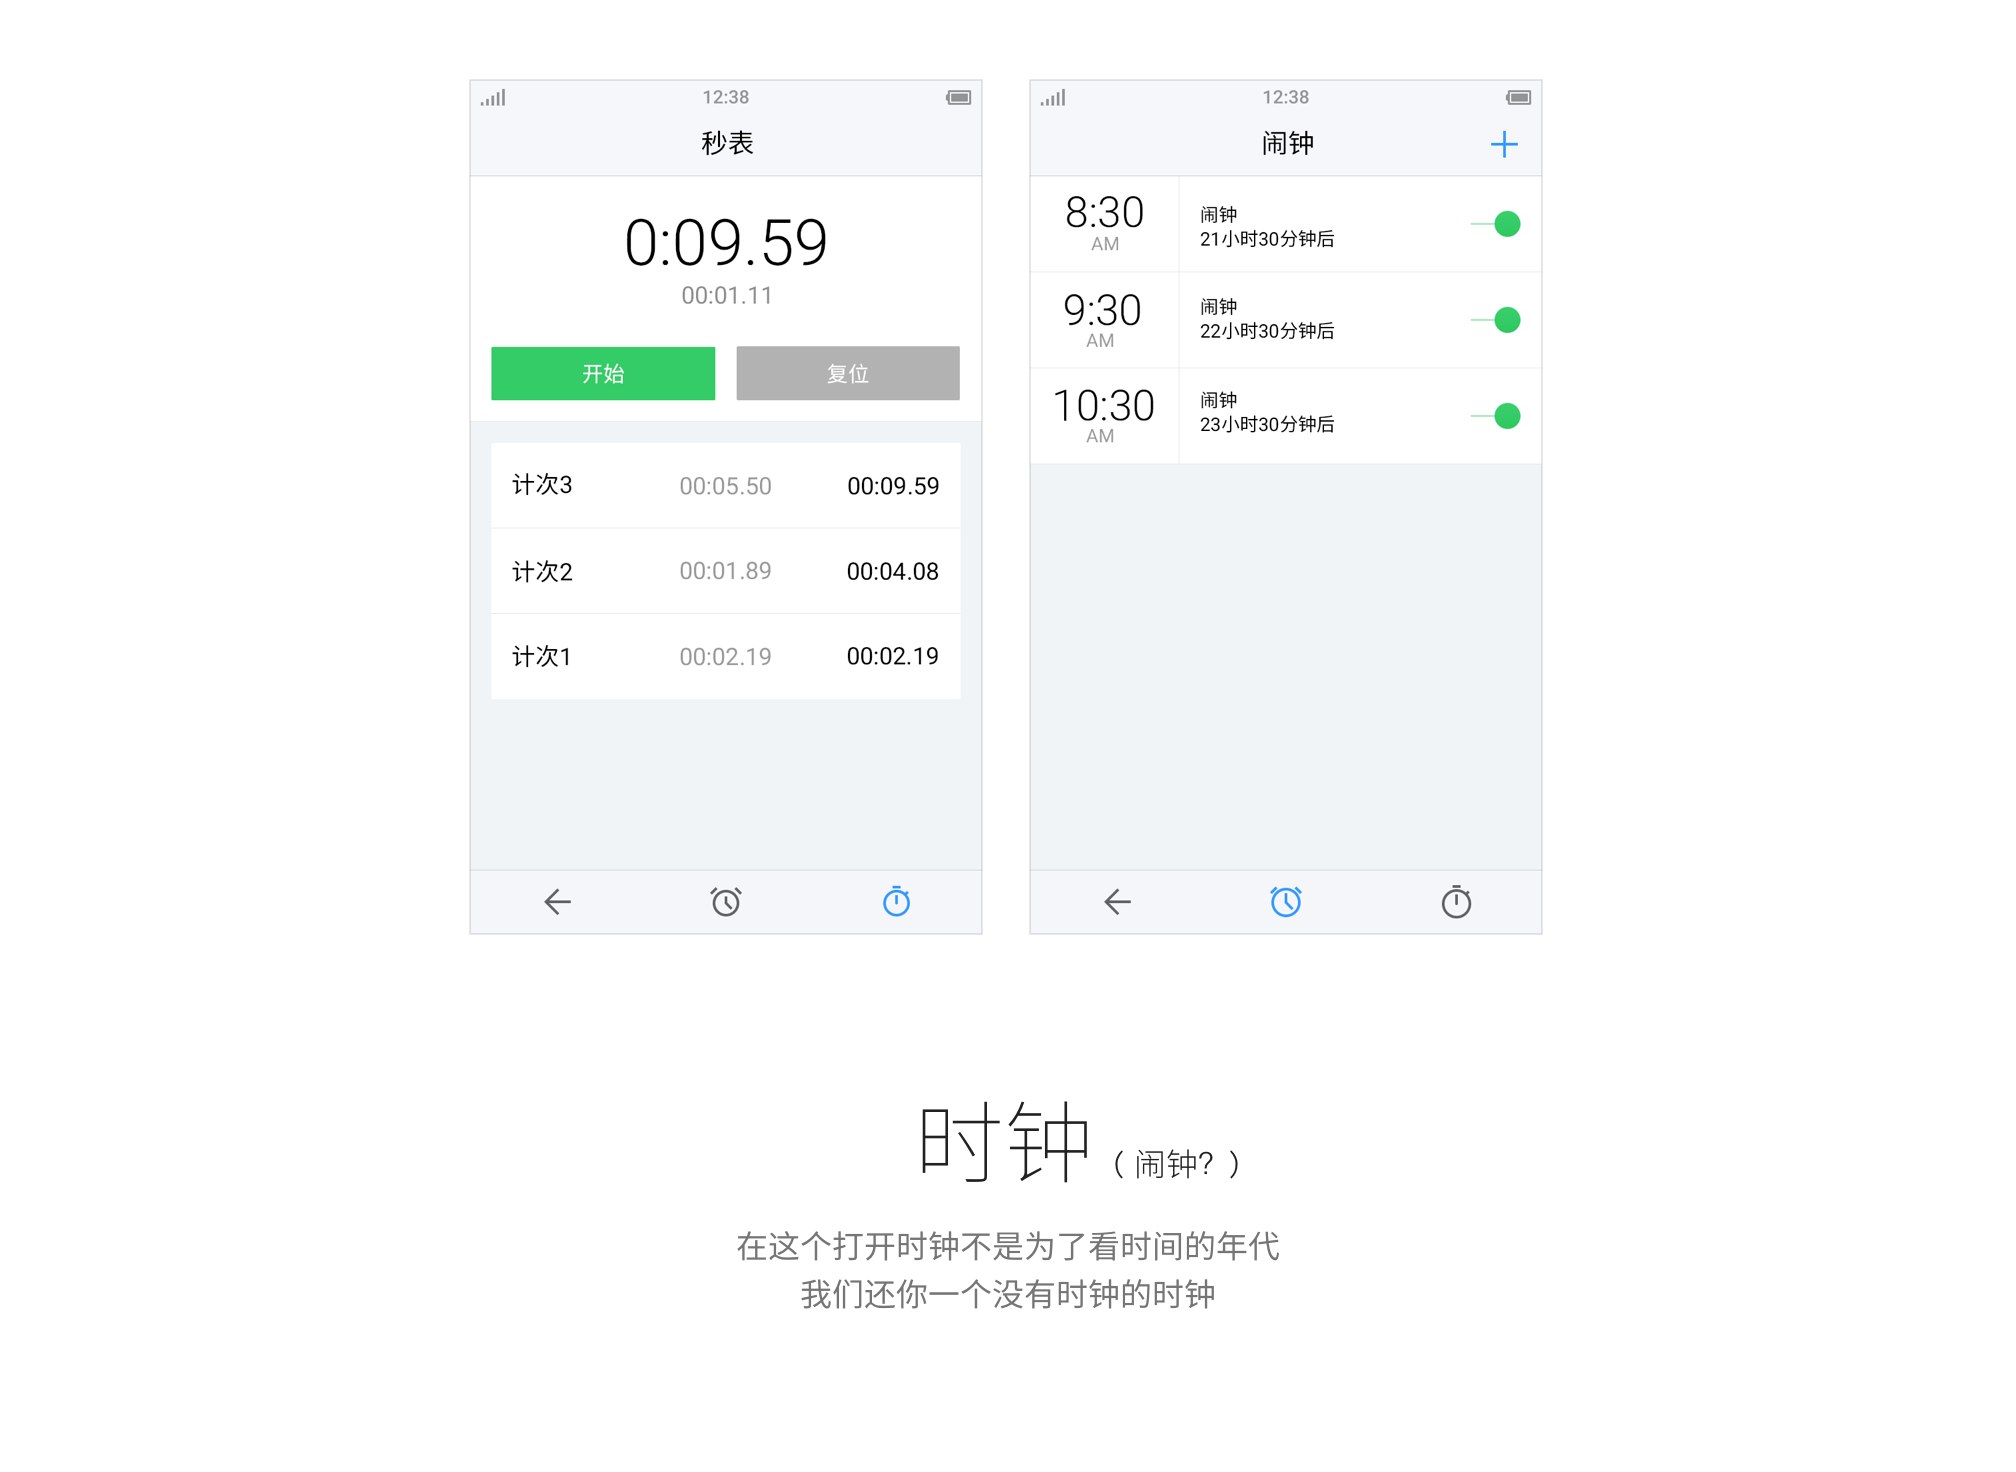 12:38
秒表
0:09.59
00:01.11
开始
复位
计次3 00:05.50 00:09.59
计次2 00:01.89 00:04.08
计次1 00:02.19 00:02.19
12:38
闹钟
8:30
AM
闹钟
21小时30分钟后
9:30
AM
闹钟
22小时30分钟后
10:30
AM
闹钟
23小时30分钟后
时钟（闹钟？）
在这个打开时钟不是为了看时间的年代
我们还你一个没有时钟的时钟